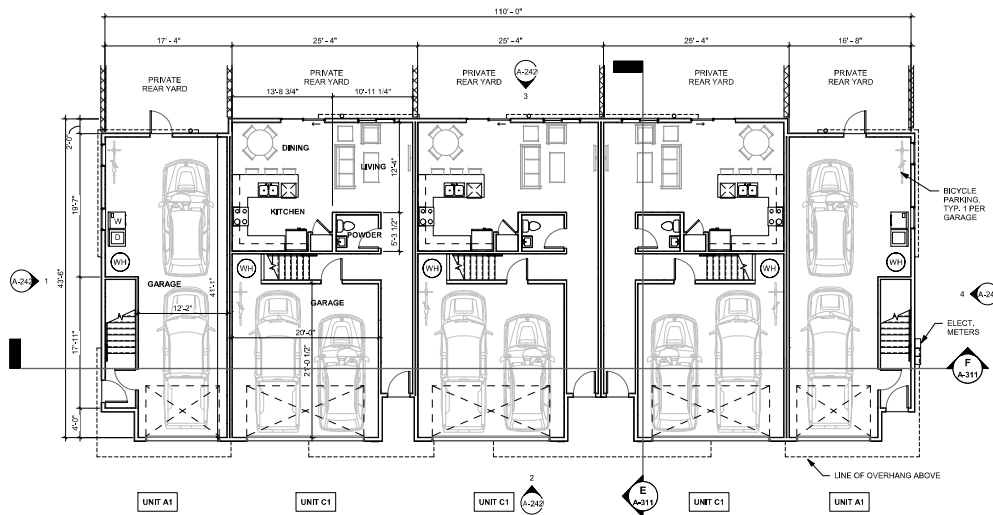 110' - 0"
17' - 4"
25' - 4"
25' - 4"
25' - 4"
16' - 8"
PRIVATE
REAR YARD
PRIVATE
REAR YARD
PRIVATE
REAR YARD
PRIVATE
REAR YARD
PRIVATE
REAR YARD
A-242
3
13'-8 3/4"
10'-11 1/4"
2'-0"
DINING
LIVING
12'-4"
19'-7"
KITCHEN
POWDER
5'-3 1/2"
W
D
WH
WH
WH
WH
WH
BICYCLE
PARKING,
TYP. 1 PER
GARAGE
A-242
1
43'-6"
GARAGE
41'-1"
GARAGE
12'-2"
20'-0"
21'-0 1/2"
17'-11"
4'-0"
4
A-24
ELECT.
METERS
F
A-311
LINE OF OVERHANG ABOVE
2
A-242
E
A-311
UNIT A1
UNIT C1
UNIT C1
UNIT C1
UNIT A1